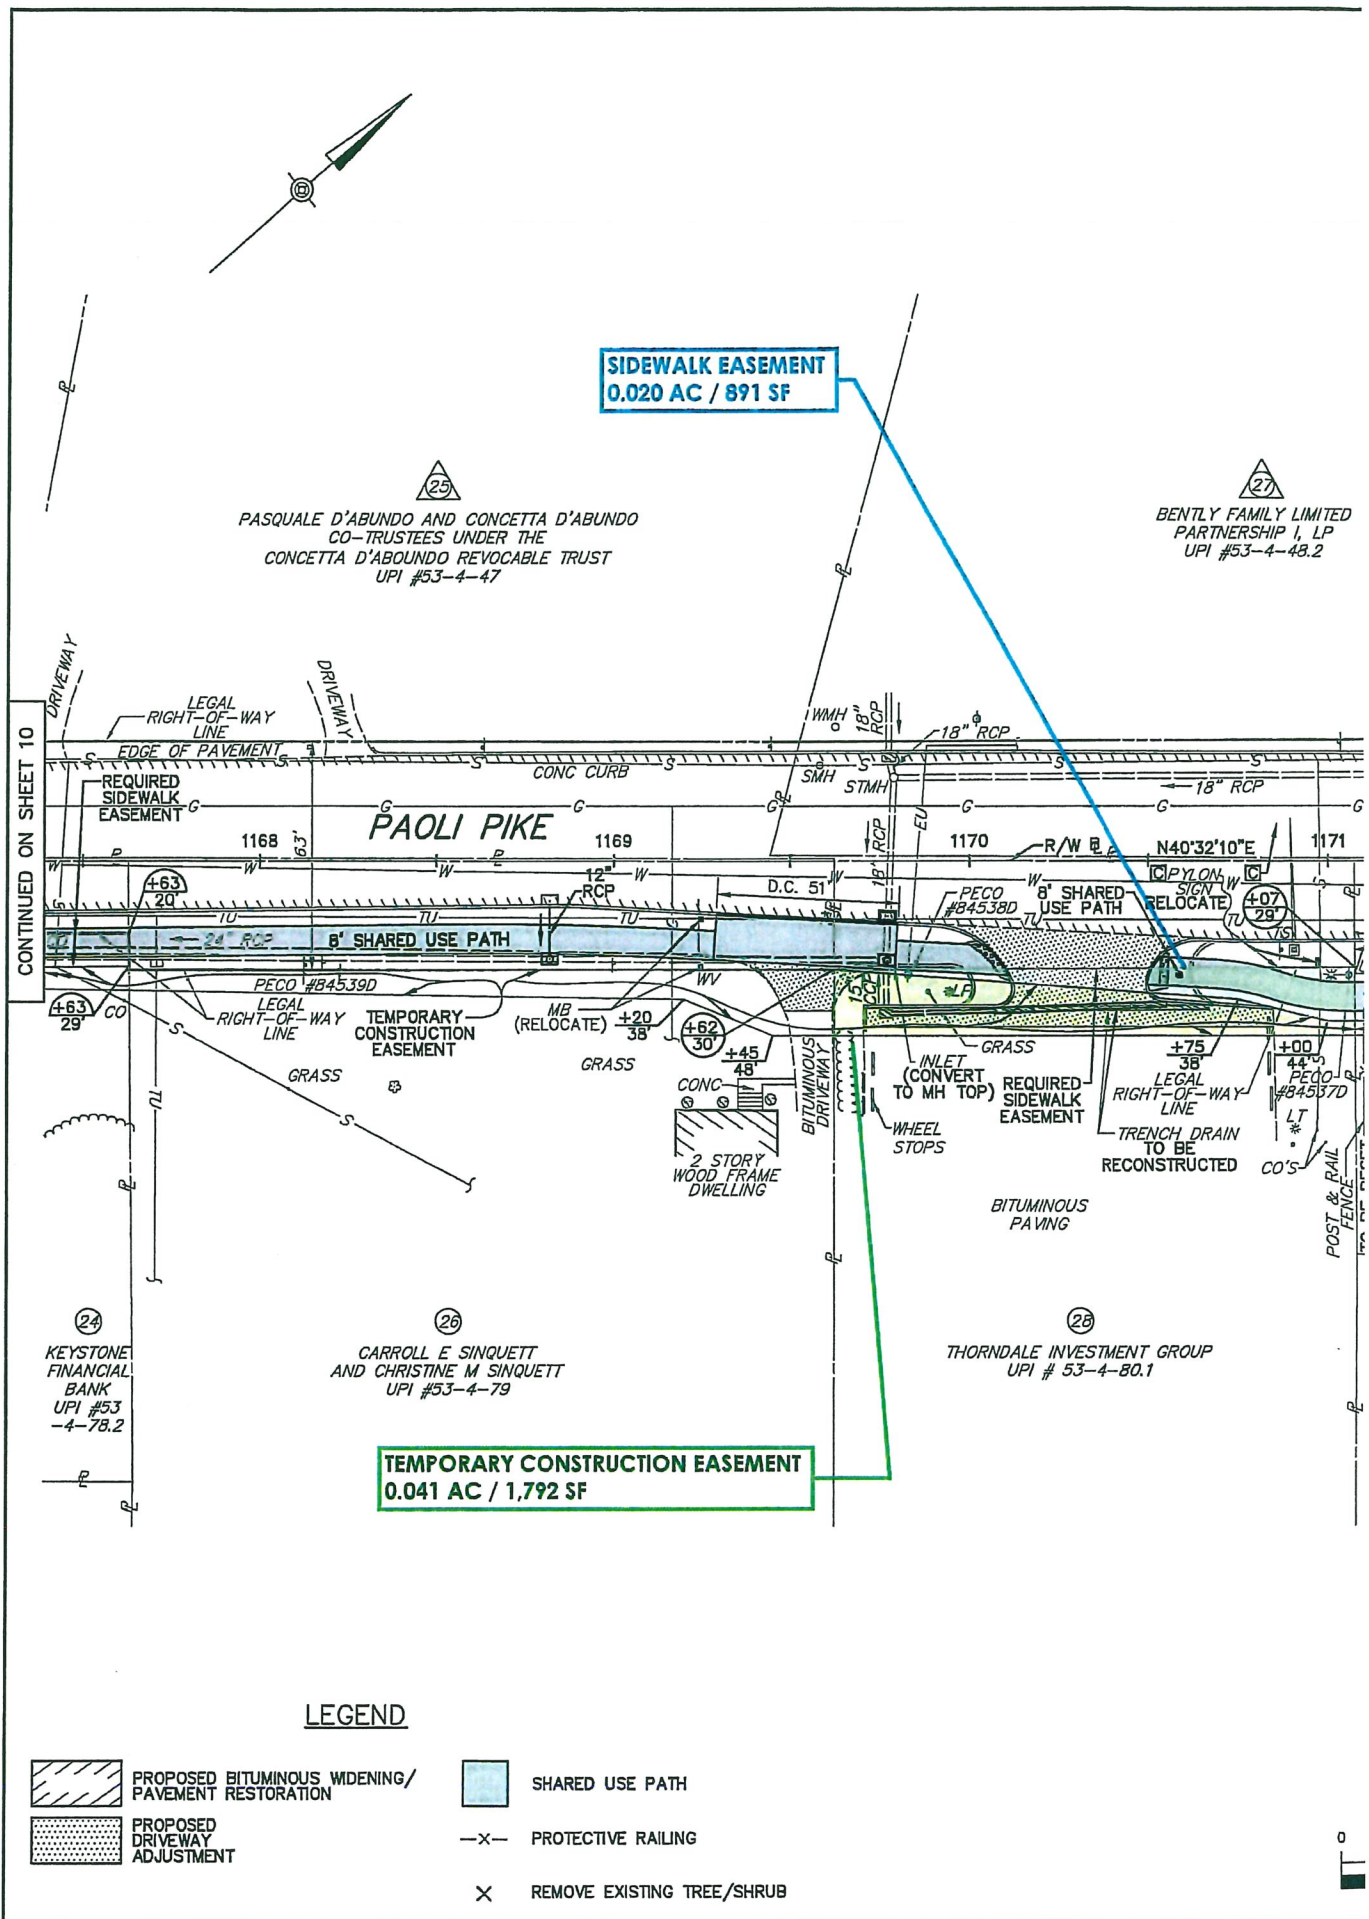 SIDEWALK EASEMENT
0.020 AC / 891 SF
25
PASQUALE D'ABUNDO AND CONCETTA D'ABUNDO
CO-TRUSTEES UNDER THE
CONCETTA D'ABOUNDO REVOCABLE TRUST
UPI #53-4-47
27
BENTLY FAMILY LIMITED
PARTNERSHIP I, LP
UPI #53-4-48.2
CONTINUED ON SHEET 10
DRIVEWAY
LEGAL
RIGHT-OF-WAY
LINE
DRIVEWAY
EDGE OF PAVEMENT
CONC CURB
WMH
18" RCP
18" RCP
SMH
STMH
18" RCP
REQUIRED
SIDEWALK
EASEMENT
PAOLI PIKE
1168
63'
1169
18' RCP
EU
1170
R/W
N40°32'10"E
1171
+63
20'
12"
RCP
D.C. 51'
PECO
#84538D
8' SHARED
USE PATH
PYLON
SIGN
RELOCATE)
+07
29'
TU
TU
TU
TU
TU
24" RCP
8' SHARED USE PATH
PECO #84539D
+63
29'
CO
LEGAL
RIGHT-OF-WAY
LINE
TEMPORARY
CONSTRUCTION
EASEMENT
MB
(RELOCATE)
WV
+20
38'
+62
30'
+45
48'
15"
LP
GRASS
GRASS
GRASS
CONC
BITUMINOUS
DRIVEWAY
INLET
(CONVERT
TO MH TOP)
REQUIRED
SIDEWALK
EASEMENT
+75
38'
LEGAL
RIGHT-OF-WAY
LINE
+00
44'
PECO
#84537D
LT
WHEEL
STOPS
TRENCH DRAIN
TO BE
RECONSTRUCTED
CO'S
POST & RAIL
FENCE
TU
2 STORY
WOOD FRAME
DWELLING
BITUMINOUS
PAVING
24
KEYSTONE
FINANCIAL
BANK
UPI #53
-4-78.2
26
CARROLL E SINQUETT
AND CHRISTINE M SINQUETT
UPI #53-4-79
28
THORNDALE INVESTMENT GROUP
UPI # 53-4-80.1
TEMPORARY CONSTRUCTION EASEMENT
0.041 AC / 1,792 SF
LEGEND
PROPOSED BITUMINOUS WIDENING/
PAVEMENT RESTORATION
PROPOSED
DRIVEWAY
ADJUSTMENT
SHARED USE PATH
PROTECTIVE RAILING
REMOVE EXISTING TREE/SHRUB
0